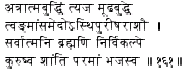 अत्रात्मबुद्धिं त्यज मूढबुद्धे
त्वङ्मांसमेदोऽस्थिपुरीषराशौ ।
सर्वात्मनि ब्रह्मणि निर्विकल्पे
कुरुष्व शांतिं परमां भजस्व ॥ १६१॥